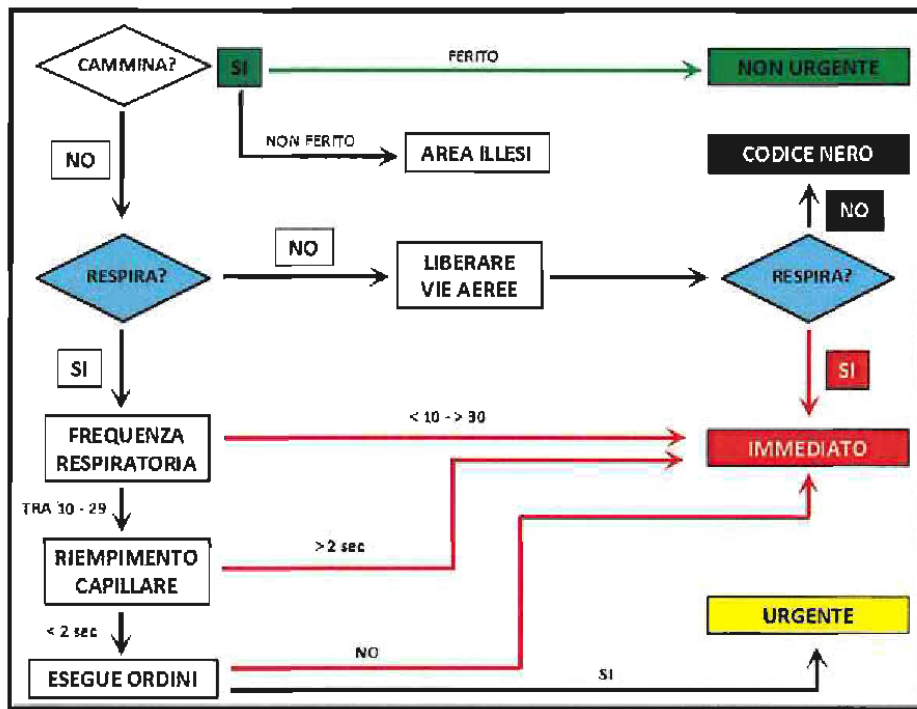 CAMMINA?
SI
FERITO
NON URGENTE
NON FERITO
AREA ILLESI
CODICE NERO
NO
NO
RESPIRA?
NO
LIBERARE
VIE AEREE
RESPIRA?
SI
SI
FREQUENZA
RESPIRATORIA
< 10 - > 30
IMMEDIATO
TRA 10 - 29
RIEMPIMENTO
CAPILLARE
>2 sec
< 2 sec
URGENTE
ESEGUE ORDINI
NO
SI